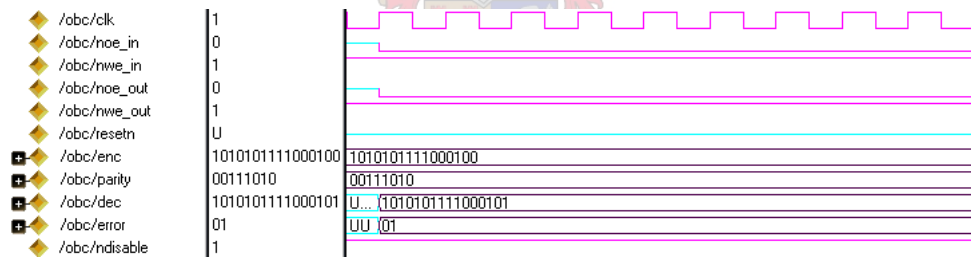 /obc/clk 1
/obc/noe_in 0
/obc/nwe_in 1
/obc/noe_out 0
/obc/nwe_out 1
/obc/resetn U
/obc/enc 1010101111000100 1010101111000100
/obc/parity 00111010 00111010
/obc/dec 1010101111000101 U... 1010101111000101
/obc/error 01 UU 01
/obc/ndisable 1